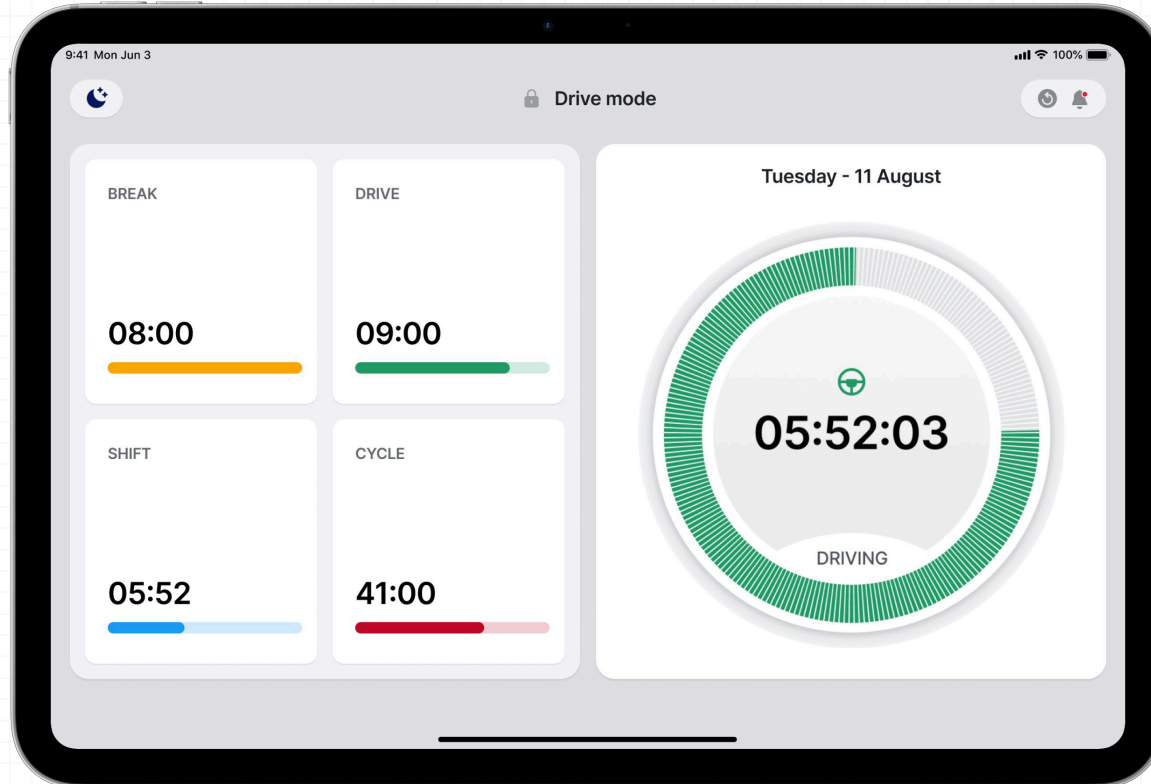 9:41 Mon Jun 3
100%
Drive mode
BREAK
08:00
DRIVE
09:00
SHIFT
05:52
CYCLE
41:00
Tuesday - 11 August
05:52:03
DRIVING